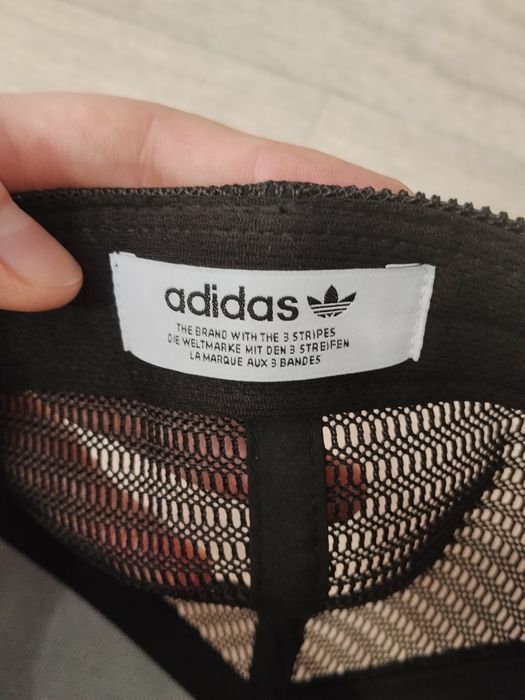 adidas
THE BRAND WITH THE 3 STRIPES
DIE WELTMARKE MIT DEN 3 STREIFEN
LA MARQUE AUX 3 BANDES